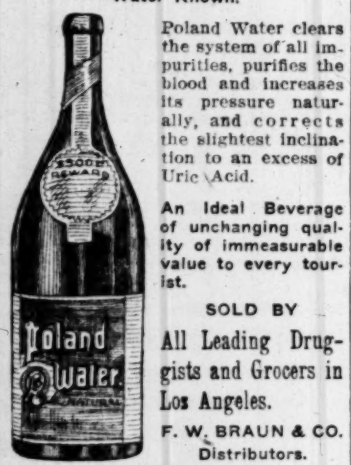 Water Known.
Poland Water clears
the system of all im-
purities, purifies the
blood and increases
its pressure natur-
ally, and corrects
the slightest inclina-
tion to an excess of
Uric Acid.
An Ideal Beverage
of unchanging qual-
ity of immeasurable
value to every tour-
ist.
SOLD BY
All Leading Drug-
gists and Grocers in
Los Angeles.
F. W. BRAUN & CO.
Distributors.
REWARD
Poland
Water.
NATURAL